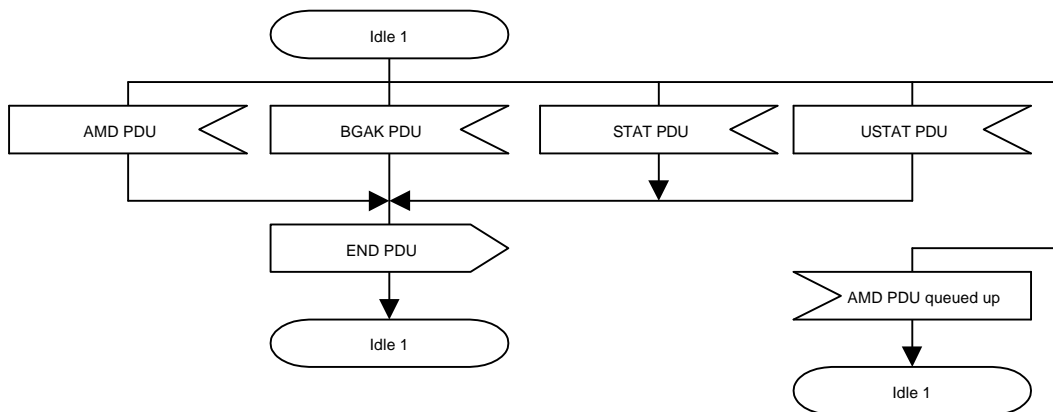 Idle 1
AMD PDU
BGAK PDU
STAT PDU
USTAT PDU
END PDU
AMD PDU queued up
Idle 1
Idle 1